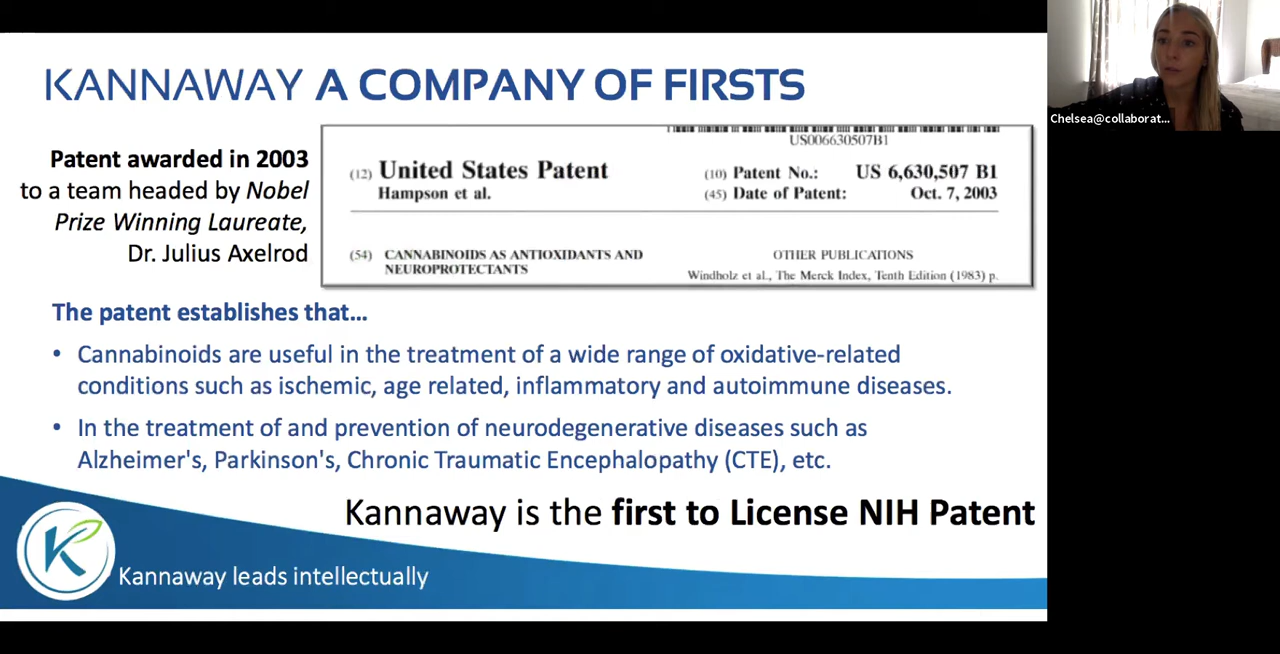 KANNAWAY A COMPANY OF FIRSTS
Patent awarded in 2003
to a team headed by Nobel
Prize Winning Laureate,
Dr. Julius Axelrod
US006630507B1
(12) United States Patent
Hampson et al.
(10) Patent No.: US 6,630,507 B1
(45) Date of Patent: Oct. 7, 2003
(54) CANNABINOIDS AS ANTIOXIDANTS AND
NEUROPROTECTANTS
OTHER PUBLICATIONS
Windholz et al., The Merck Index, Tenth Edition (1983) p.
The patent establishes that...
• Cannabinoids are useful in the treatment of a wide range of oxidative-related
conditions such as ischemic, age related, inflammatory and autoimmune diseases.
• In the treatment of and prevention of neurodegenerative diseases such as
Alzheimer's, Parkinson's, Chronic Traumatic Encephalopathy (CTE), etc.
Kannaway is the first to License NIH Patent
K
Kannaway leads intellectually
Chelsea@collaborat...